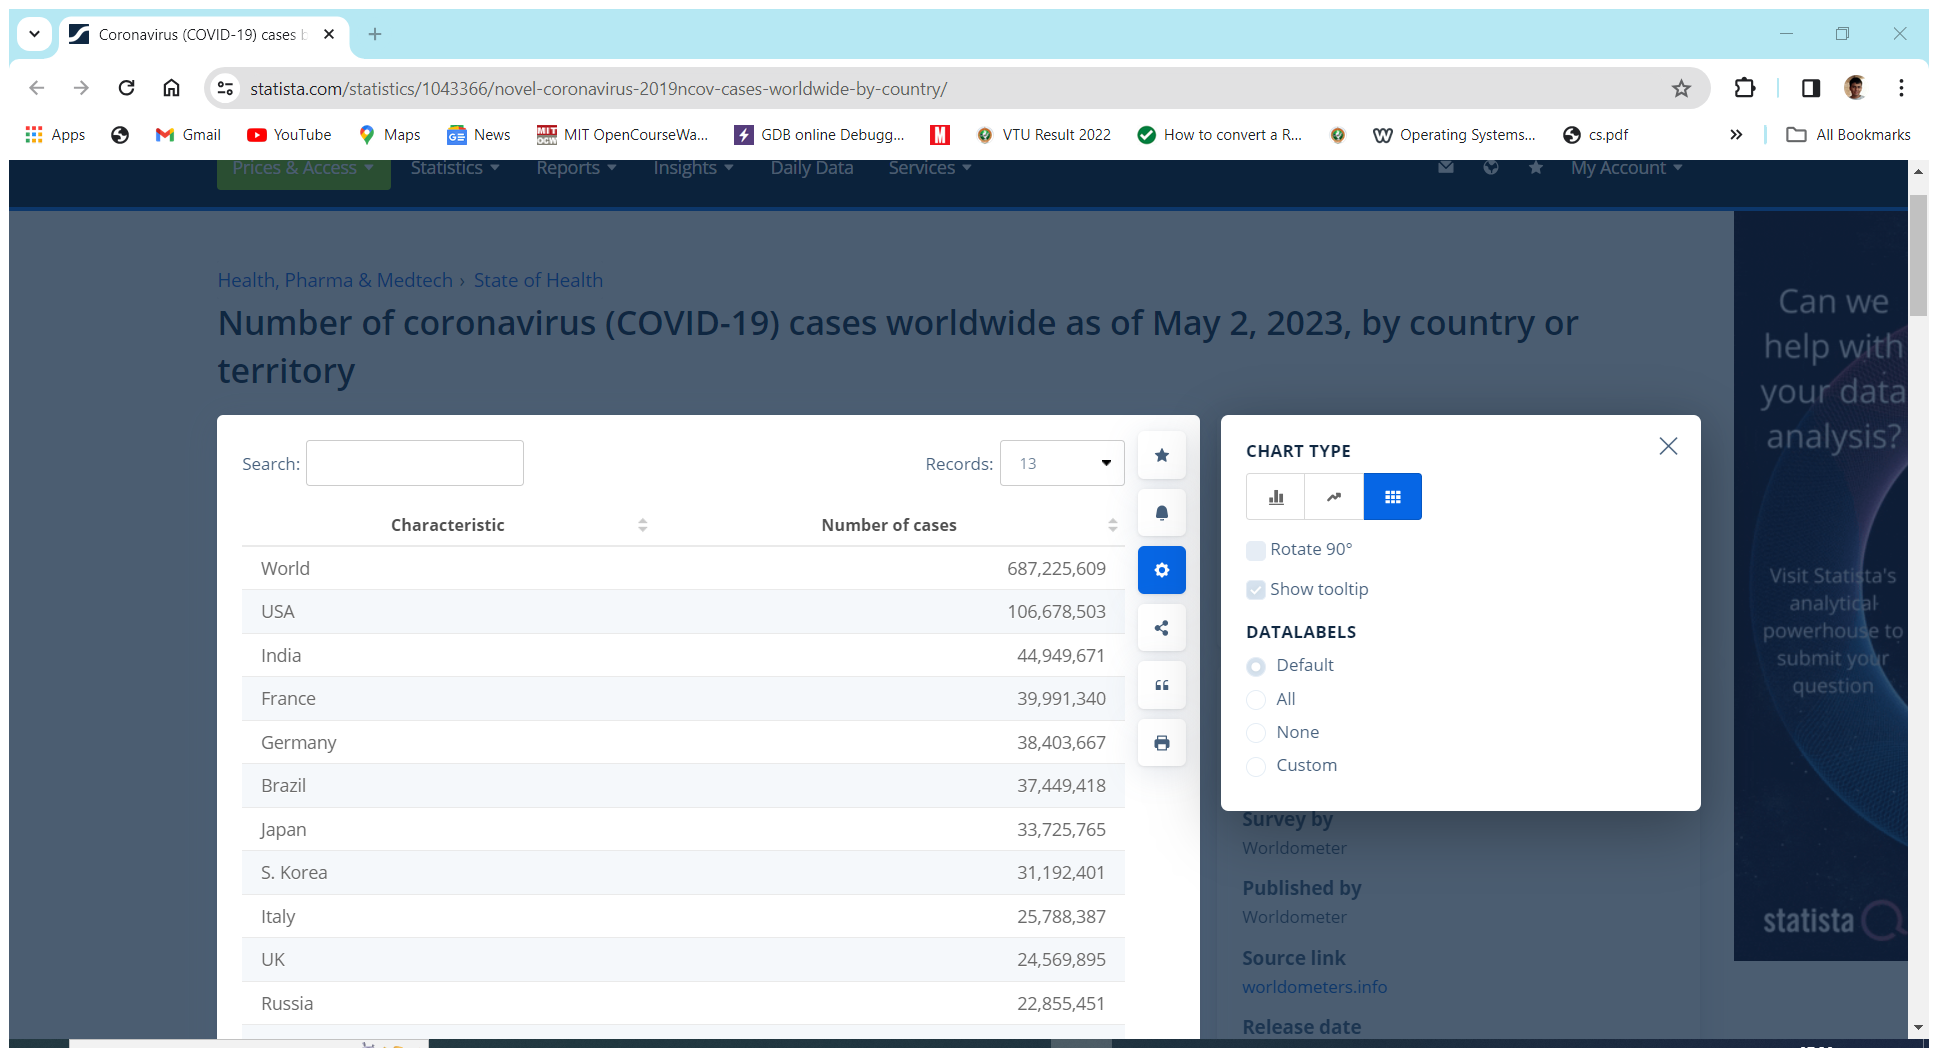 Coronavirus (COVID-19) cases b
statista.com/statistics/1043366/novel-coronavirus-2019ncov-cases-worldwide-by-country/
Apps Gmail YouTube Maps News MIT OpenCourseWa... GDB online Debugg... VTU Result 2022 How to convert a R... Operating Systems... cs.pdf » All Bookmarks
Prices & Access Statistics Reports Insights Daily Data Services My Account
Health, Pharma & Medtech › State of Health
Number of coronavirus (COVID-19) cases worldwide as of May 2, 2023, by country or
territory
Search: Records: 13
Characteristic Number of cases
World 687,225,609
USA 106,678,503
India 44,949,671
France 39,991,340
Germany 38,403,667
Brazil 37,449,418
Japan 33,725,765
S. Korea 31,192,401
Italy 25,788,387
UK 24,569,895
Russia 22,855,451
CHART TYPE
Rotate 90°
Show tooltip
DATALABELS
Default
All
None
Custom
Survey by
Worldometer
Published by
Worldometer
Source link
worldometers.info
Release date
Can we
help with
your data
analysis?
Visit Statista's
analytical
powerhouse to
submit your
question
statista